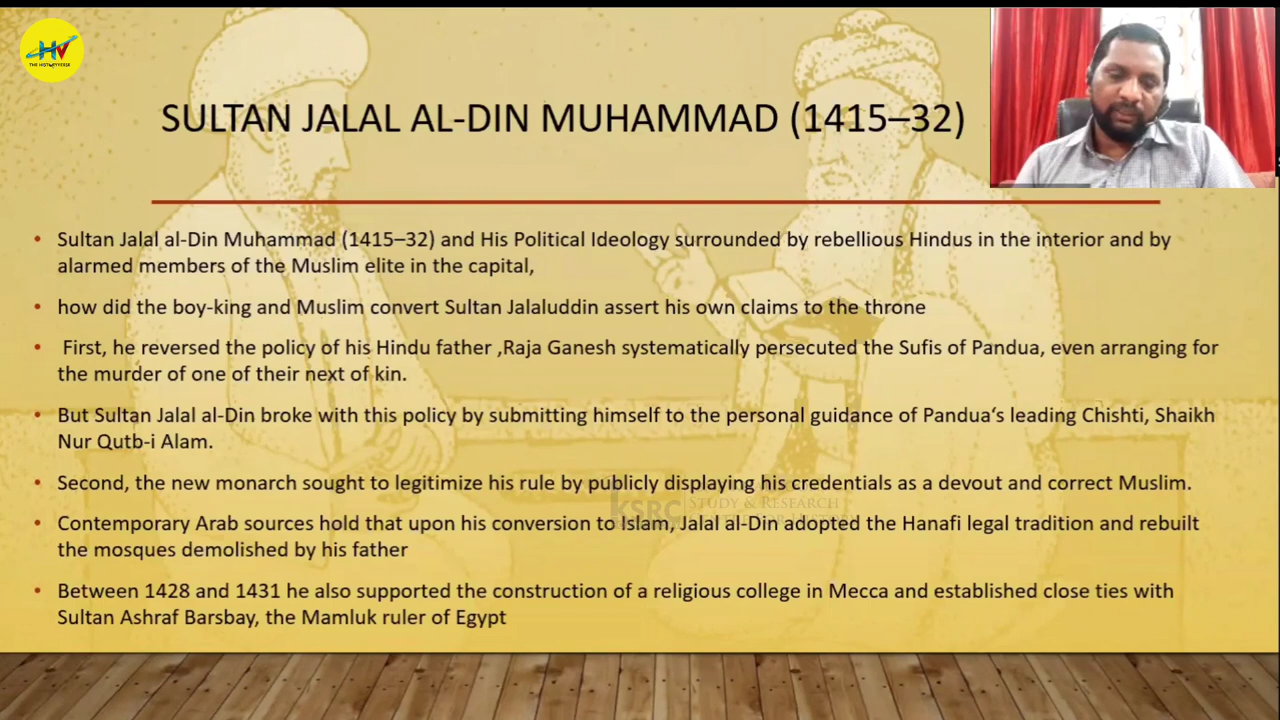 HV
THE HISTORYVERSE
SULTAN JALAL AL-DIN MUHAMMAD (1415–32)
• Sultan Jalal al-Din Muhammad (1415–32) and His Political Ideology surrounded by rebellious Hindus in the interior and by
alarmed members of the Muslim elite in the capital,
• how did the boy-king and Muslim convert Sultan Jalaluddin assert his own claims to the throne
• First, he reversed the policy of his Hindu father ,Raja Ganesh systematically persecuted the Sufis of Pandua, even arranging for
the murder of one of their next of kin.
• But Sultan Jalal al-Din broke with this policy by submitting himself to the personal guidance of Pandua‘s leading Chishti, Shaikh
Nur Qutb-i Alam.
• Second, the new monarch sought to legitimize his rule by publicly displaying his credentials as a devout and correct Muslim.
KSRC STUDY & RESEARCH
• Contemporary Arab sources hold that upon his conversion to Islam, Jalal al-Din adopted the Hanafi legal tradition and rebuilt
the mosques demolished by his father
• Between 1428 and 1431 he also supported the construction of a religious college in Mecca and established close ties with
Sultan Ashraf Barsbay, the Mamluk ruler of Egypt